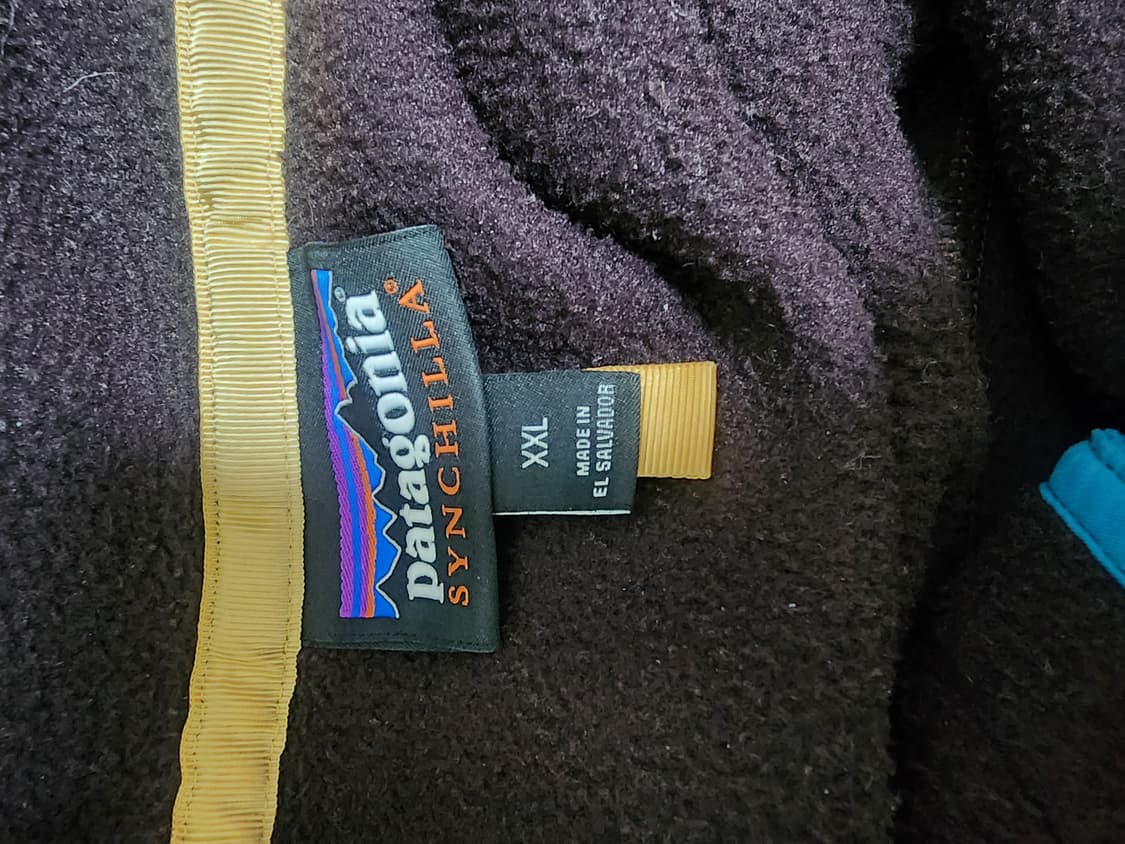 patagonia®
SYNCHILLA®
XXL
MADE IN
EL SALVADOR